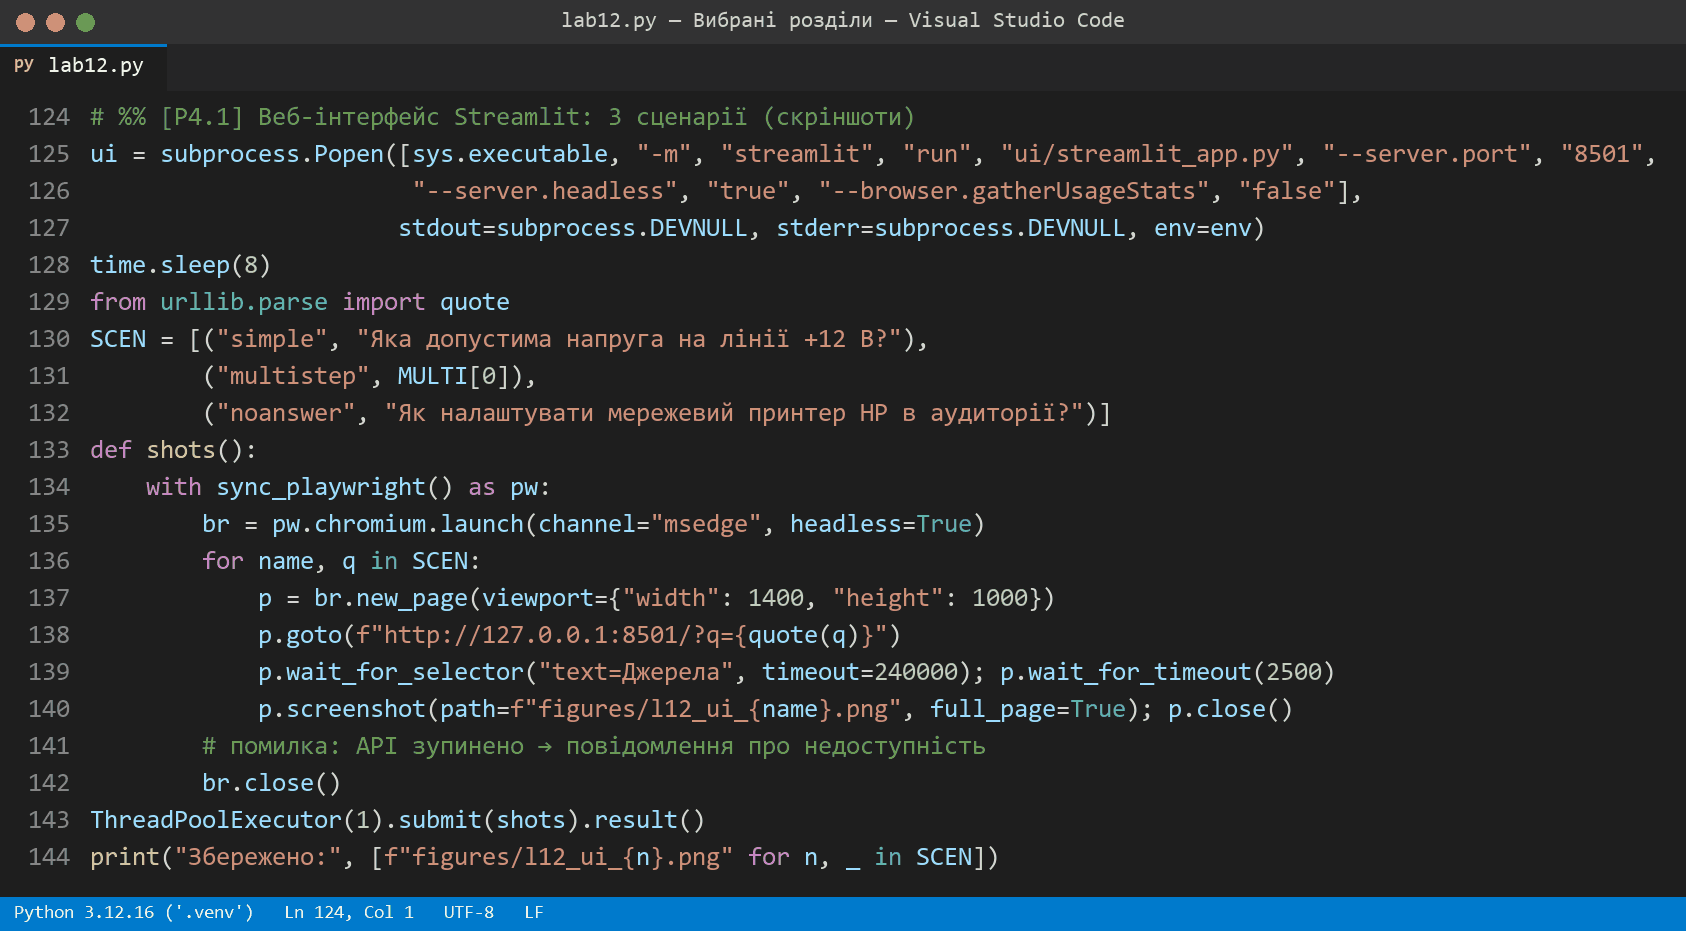 lab12.py — Вибрані розділи — Visual Studio Code
py lab12.py
124 # %% [P4.1] Веб-інтерфейс Streamlit: 3 сценарії (скріншоти)
125 ui = subprocess.Popen([sys.executable, "-m", "streamlit", "run", "ui/streamlit_app.py", "--server.port", "8501",
126                        "--server.headless", "true", "--browser.gatherUsageStats", "false"],
127                       stdout=subprocess.DEVNULL, stderr=subprocess.DEVNULL, env=env)
128 time.sleep(8)
129 from urllib.parse import quote
130 SCEN = [("simple", "Яка допустима напруга на лінії +12 В?"),
131         ("multistep", MULTI[0]),
132         ("noanswer", "Як налаштувати мережевий принтер HP в аудиторії?")]
133 def shots():
134     with sync_playwright() as pw:
135         br = pw.chromium.launch(channel="msedge", headless=True)
136         for name, q in SCEN:
137             p = br.new_page(viewport={"width": 1400, "height": 1000})
138             p.goto(f"http://127.0.0.1:8501/?q={quote(q)}")
139             p.wait_for_selector("text=Джерела", timeout=240000); p.wait_for_timeout(2500)
140             p.screenshot(path=f"figures/l12_ui_{name}.png", full_page=True); p.close()
141         # помилка: API зупинено → повідомлення про недоступність
142         br.close()
143 ThreadPoolExecutor(1).submit(shots).result()
144 print("Збережено:", [f"figures/l12_ui_{n}.png" for n, _ in SCEN])
Python 3.12.16 ('.venv') Ln 124, Col 1 UTF-8 LF